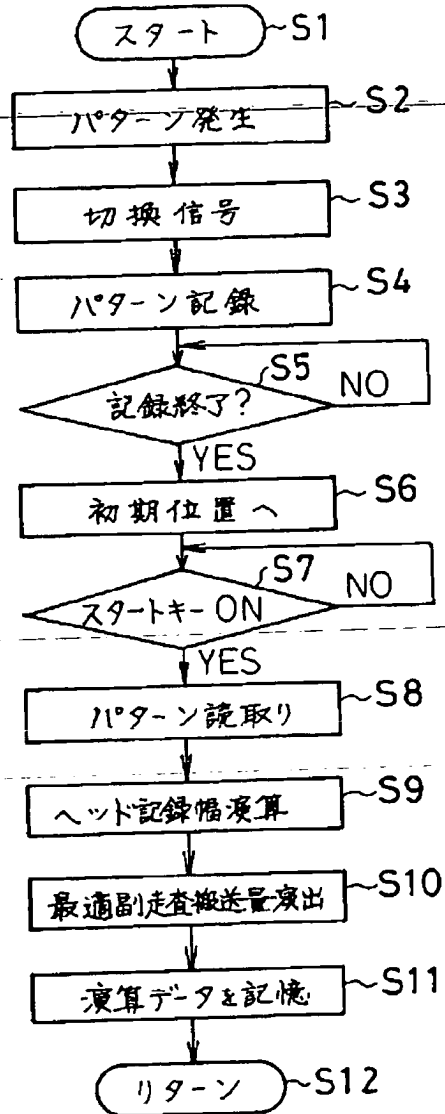 スタート S1
パターン発生 S2
切換信号 S3
パターン記録 S4
S5
記録終了? NO
YES
初期位置へ S6
S7
スタートキーON NO
YES
パターン読取り S8
ヘッド記録幅演算 S9
最適副走査搬送量演出 S10
演算データを記憶 S11
リターン S12